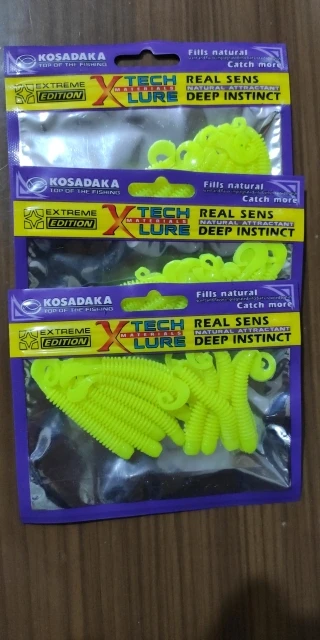 KOSADAKA
TOP OF THE FISHING
Fills natural
Catch more
EXTREME
EDITION
X TECH
MATERIALS
LURE
REAL SENS
NATURAL ATTRACTANT
DEEP INSTINCT
KOSADAKA
TOP OF THE FISHING
Fills natural
Catch more
EXTREME
EDITION
X TECH
MATERIALS
LURE
REAL SENS
NATURAL ATTRACTANT
DEEP INSTINCT
KOSADAKA
TOP OF THE FISHING
Fills natural
Catch more
EXTREME
EDITION
X TECH
MATERIALS
LURE
REAL SENS
NATURAL ATTRACTANT
DEEP INSTINCT